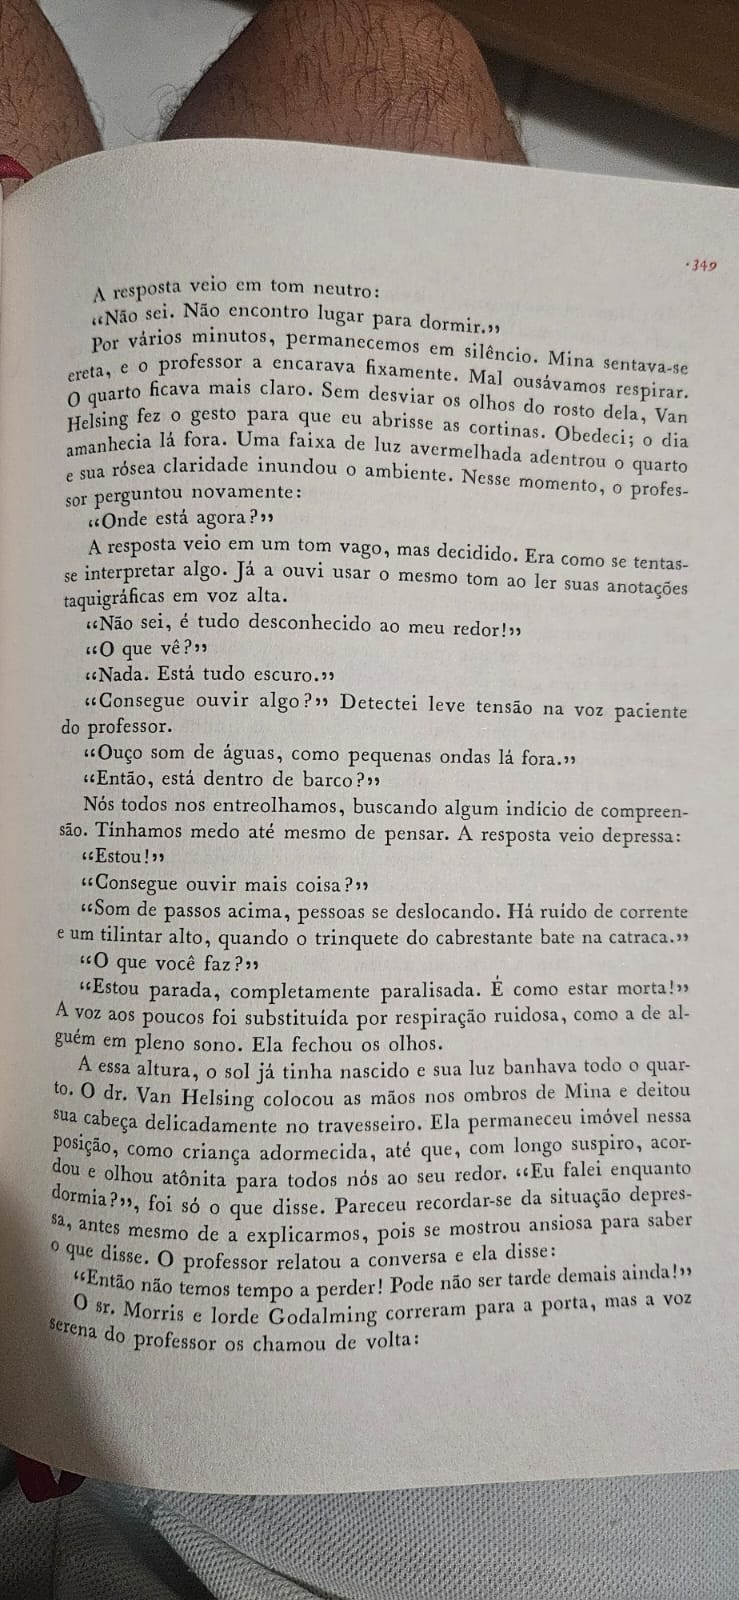 ·349
A resposta veio em tom neutro:
“Não sei. Não encontro lugar para dormir.”
Por vários minutos, permanecemos em silêncio. Mina sentava-se
ereta, e o professor a encarava fixamente. Mal ousávamos respirar.
O quarto ficava mais claro. Sem desviar os olhos do rosto dela, Van
Helsing fez o gesto para que eu abrisse as cortinas. Obedeci; o dia
amanhecia lá fora. Uma faixa de luz avermelhada adentrou o quarto
e sua rósea claridade inundou o ambiente. Nesse momento, o profes-
sor perguntou novamente:
“Onde está agora?”
A resposta veio em um tom vago, mas decidido. Era como se tentas-
se interpretar algo. Já a ouvi usar o mesmo tom ao ler suas anotações
taquigráficas em voz alta.
“Não sei, é tudo desconhecido ao meu redor!”
“O que vê?”
“Nada. Está tudo escuro.”
“Consegue ouvir algo?” Detectei leve tensão na voz paciente
do professor.
“Ouço som de águas, como pequenas ondas lá fora.”
“Então, está dentro de barco?”
Nós todos nos entreolhamos, buscando algum indício de compreen-
são. Tínhamos medo até mesmo de pensar. A resposta veio depressa:
“Estou!”
“Consegue ouvir mais coisa?”
“Som de passos acima, pessoas se deslocando. Há ruído de corrente
e um tilintar alto, quando o trinquete do cabrestante bate na catraca.”
“O que você faz?”
“Estou parada, completamente paralisada. É como estar morta!”
A voz aos poucos foi substituída por respiração ruidosa, como a de al-
guém em pleno sono. Ela fechou os olhos.
A essa altura, o sol já tinha nascido e sua luz banhava todo o quar-
to. O dr. Van Helsing colocou as mãos nos ombros de Mina e deitou
sua cabeça delicadamente no travesseiro. Ela permaneceu imóvel nessa
posição, como criança adormecida, até que, com longo suspiro, acor-
dou e olhou atônita para todos nós ao seu redor. “Eu falei enquanto
dormia?”, foi só o que disse. Pareceu recordar-se da situação depres-
sa, antes mesmo de a explicarmos, pois se mostrou ansiosa para saber
o que disse. O professor relatou a conversa e ela disse:
“Então não temos tempo a perder! Pode não ser tarde demais ainda!”
O sr. Morris e lorde Godalming correram para a porta, mas a voz
serena do professor os chamou de volta: